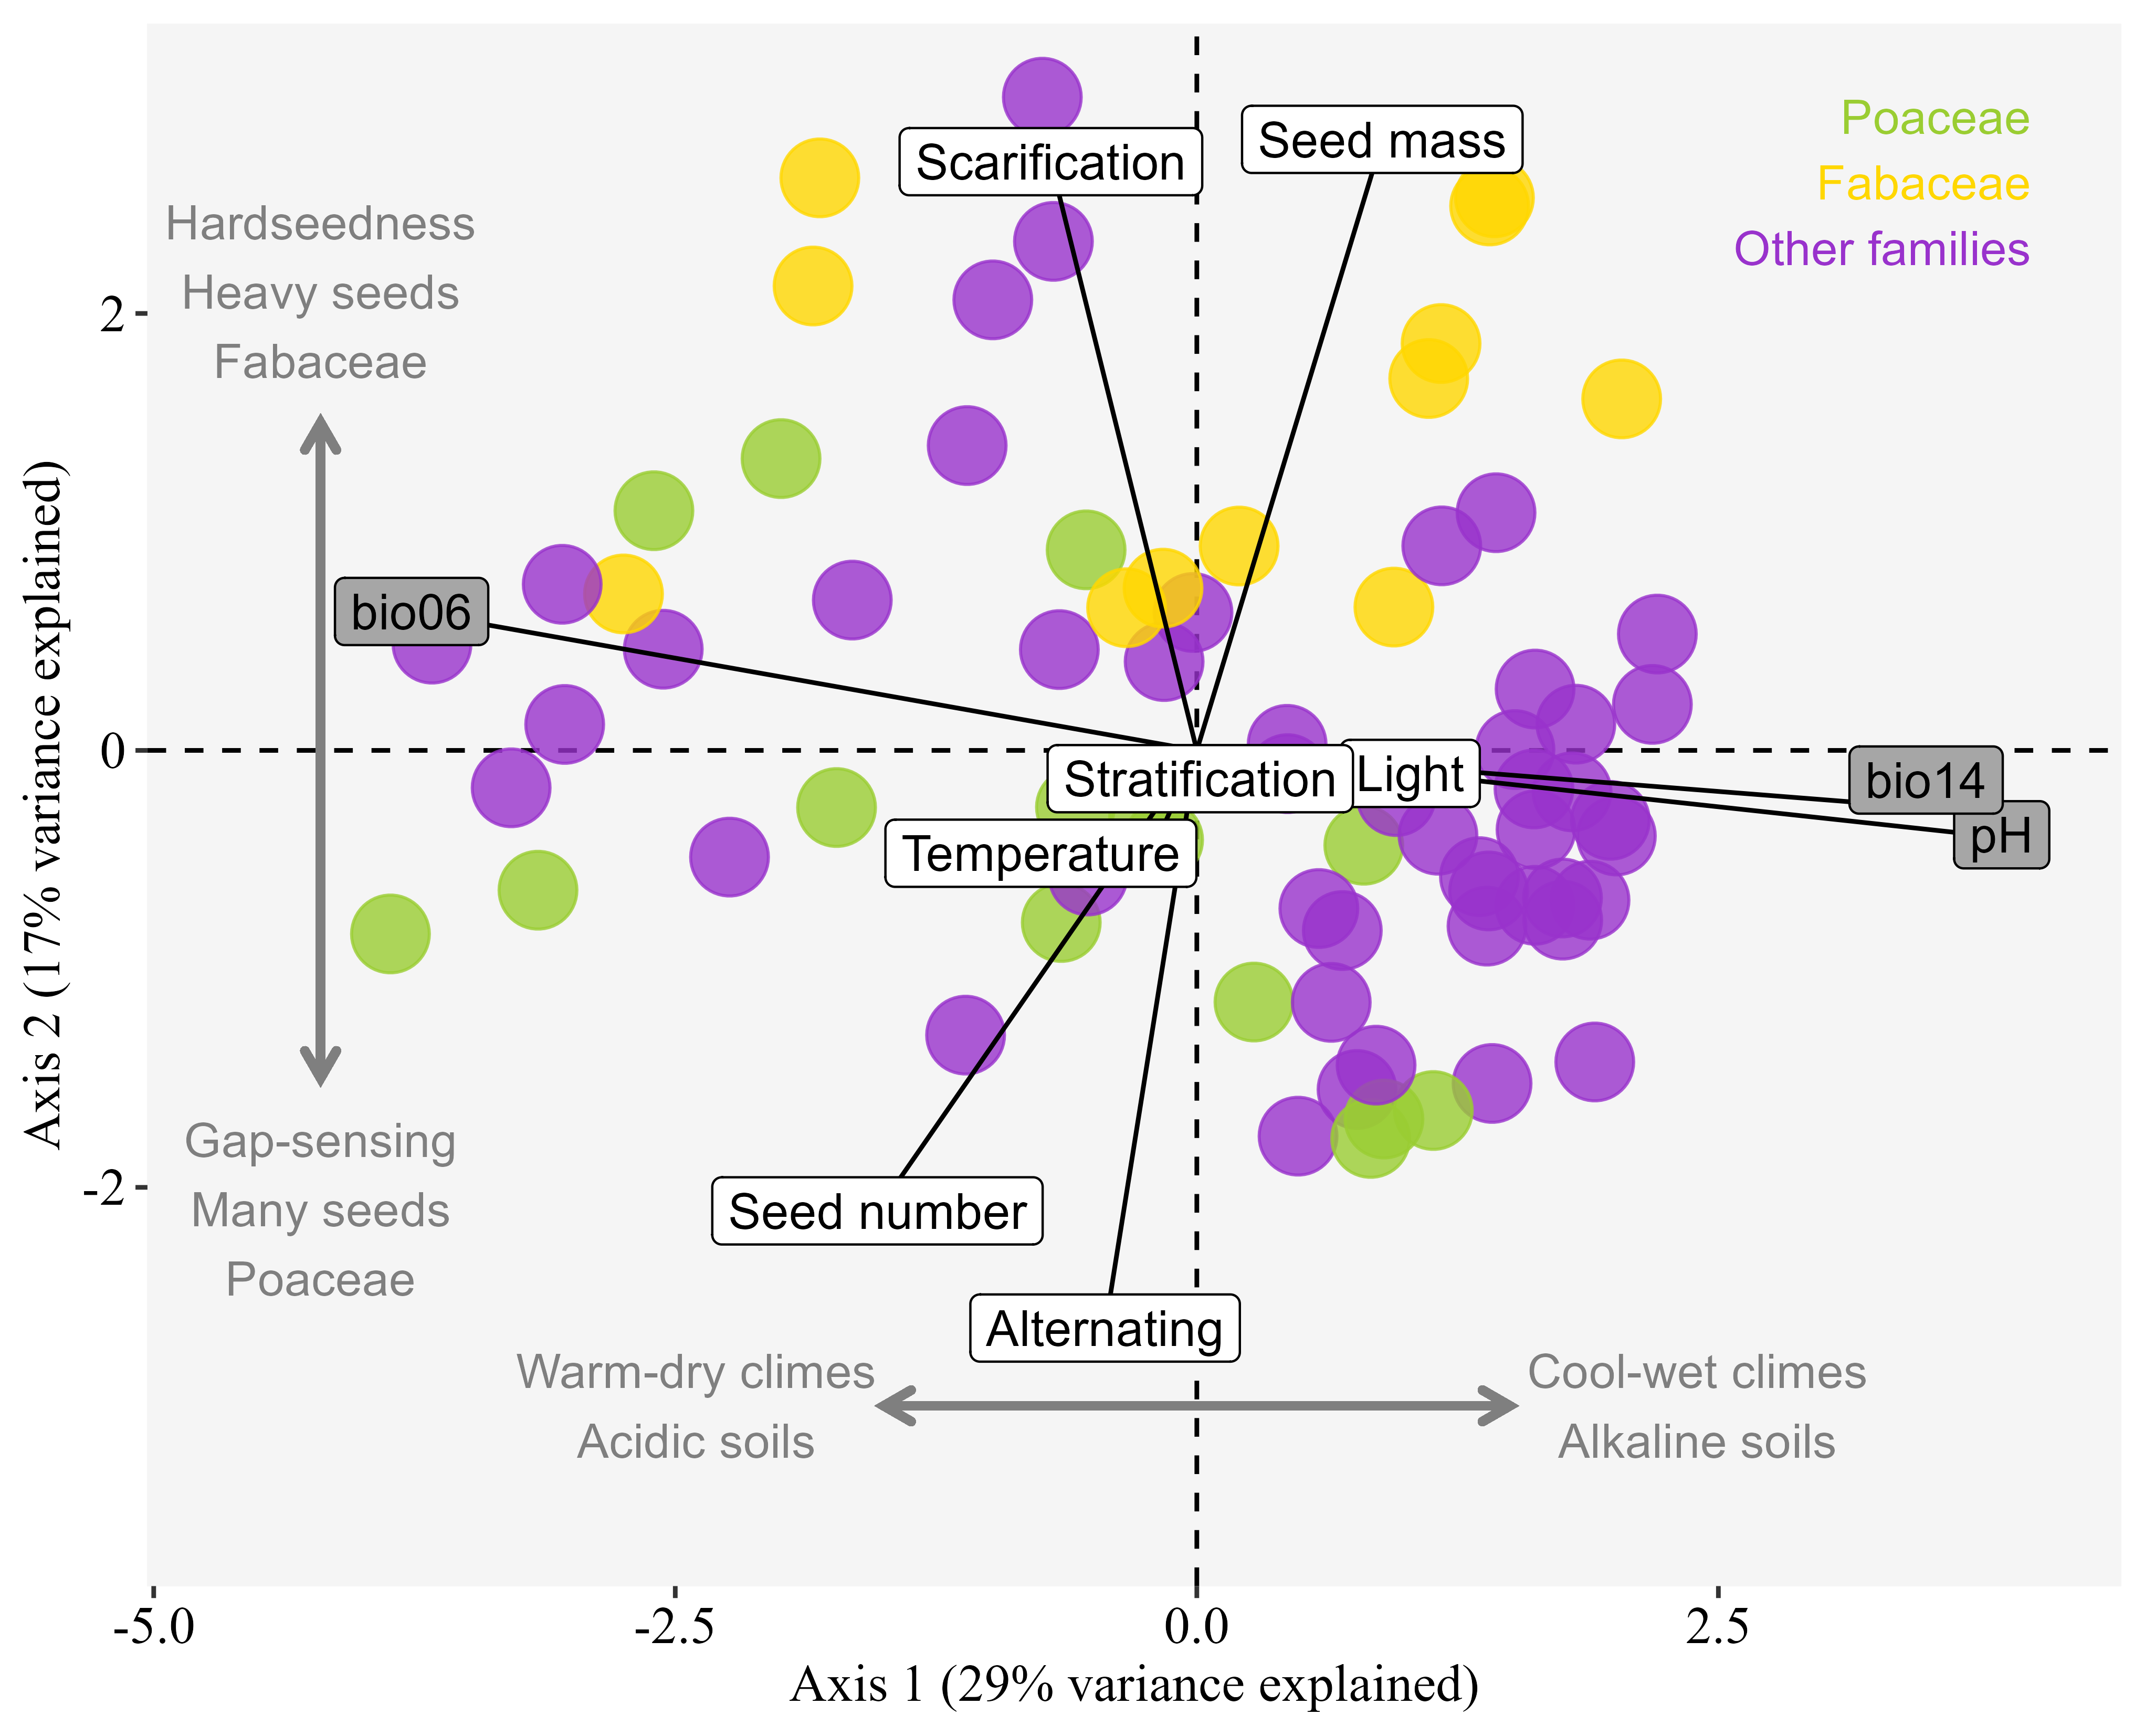 Poaceae
Fabaceae
Other families
Scarification
Seed mass
Hardseedness
Heavy seeds
Fabaceae
2
bio06
0
Stratification
Light
bio14
pH
Temperature
Gap-sensing
Many seeds
Poaceae
-2
Seed number
Alternating
Warm-dry climes
Acidic soils
Cool-wet climes
Alkaline soils
-5.0
-2.5
0.0
2.5
Axis 1 (29% variance explained)
Axis 2 (17% variance explained)